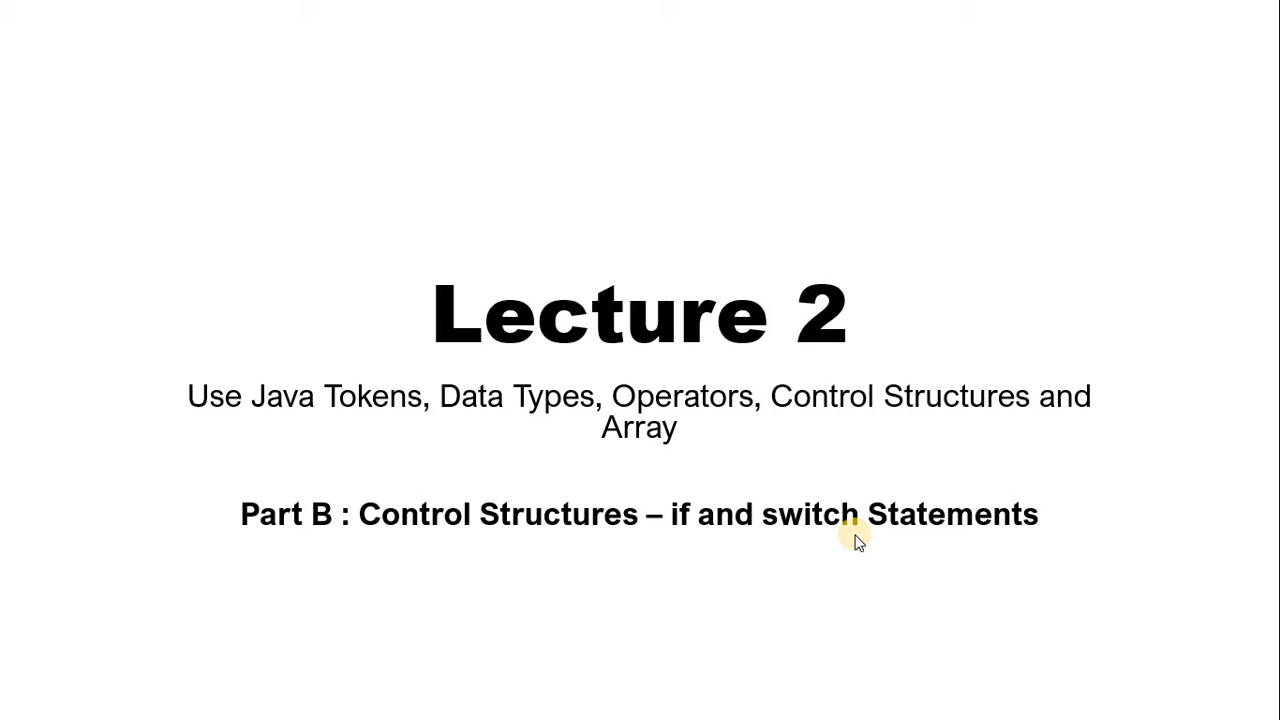 Lecture 2
Use Java Tokens, Data Types, Operators, Control Structures and
Array
Part B : Control Structures – if and switch Statements